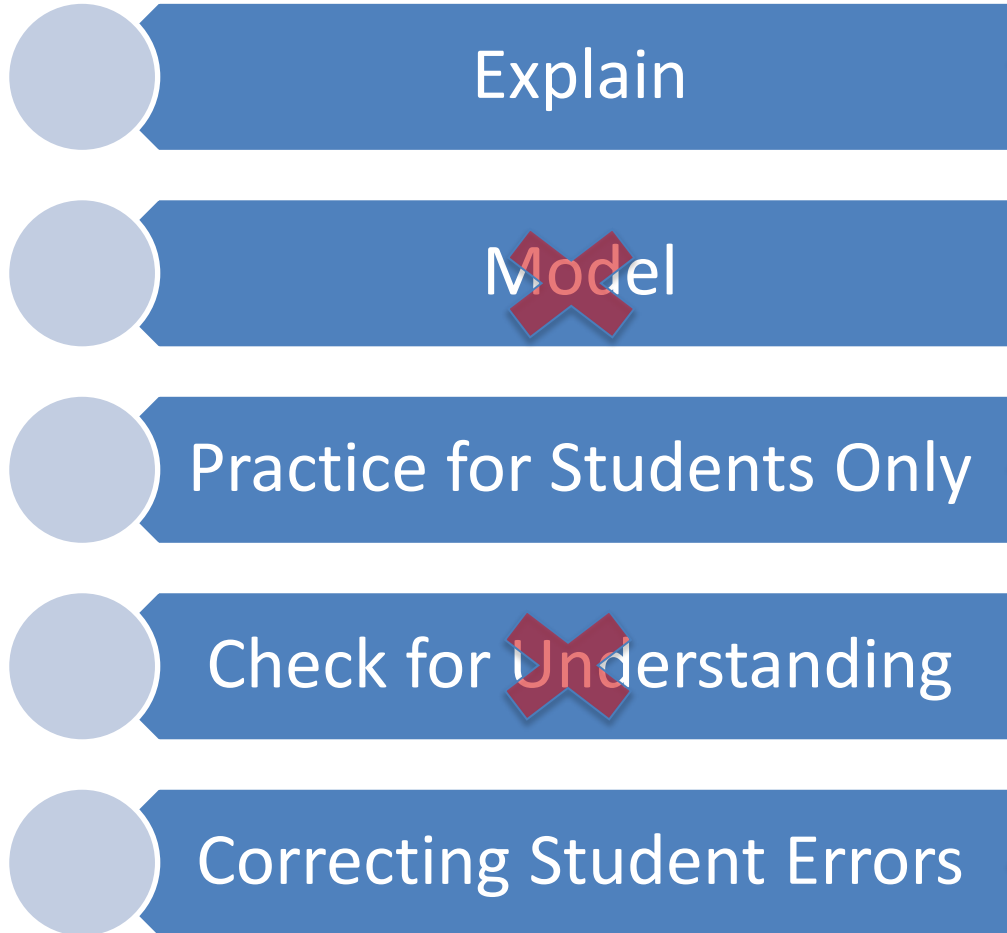 Explain
Model
Practice for Students Only
Check for Understanding
Correcting Student Errors